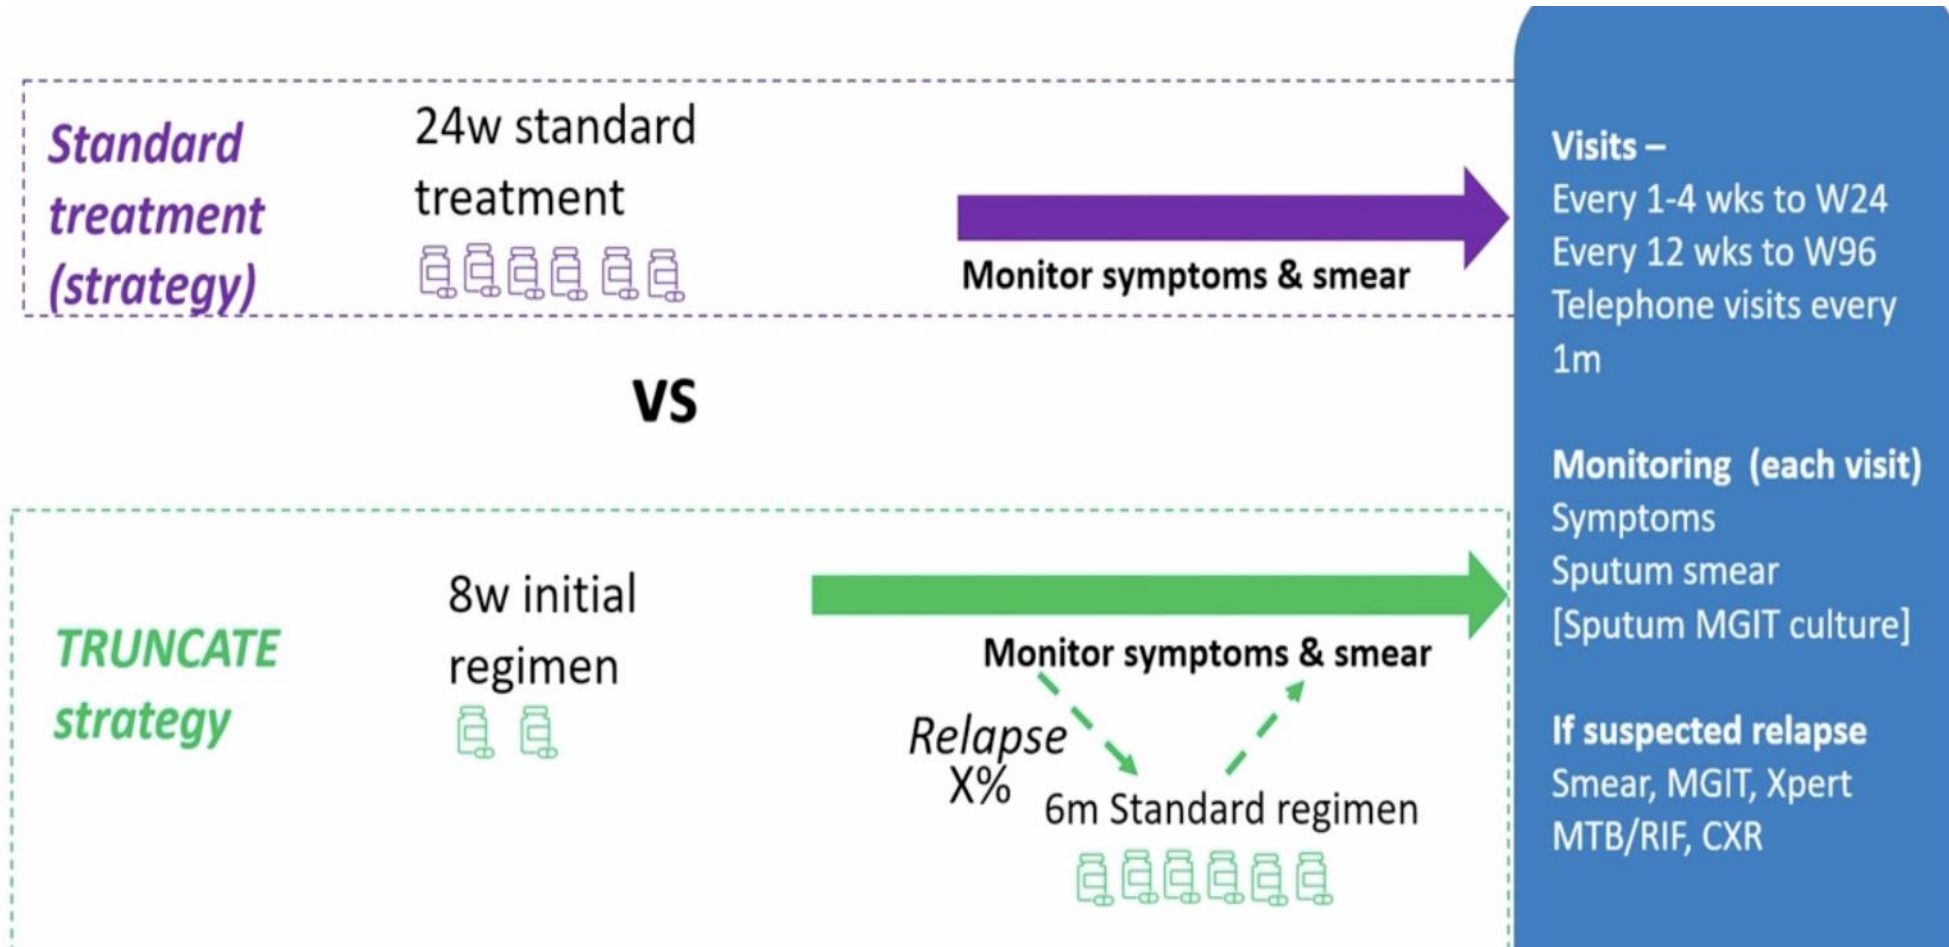 Standard
treatment
(strategy)
24w standard
treatment
Monitor symptoms & smear
VS
TRUNCATE
strategy
8w initial
regimen
Monitor symptoms & smear
Relapse
X%
6m Standard regimen
Visits –
Every 1-4 wks to W24
Every 12 wks to W96
Telephone visits every
1m
Monitoring (each visit)
Symptoms
Sputum smear
[Sputum MGIT culture]
If suspected relapse
Smear, MGIT, Xpert
MTB/RIF, CXR